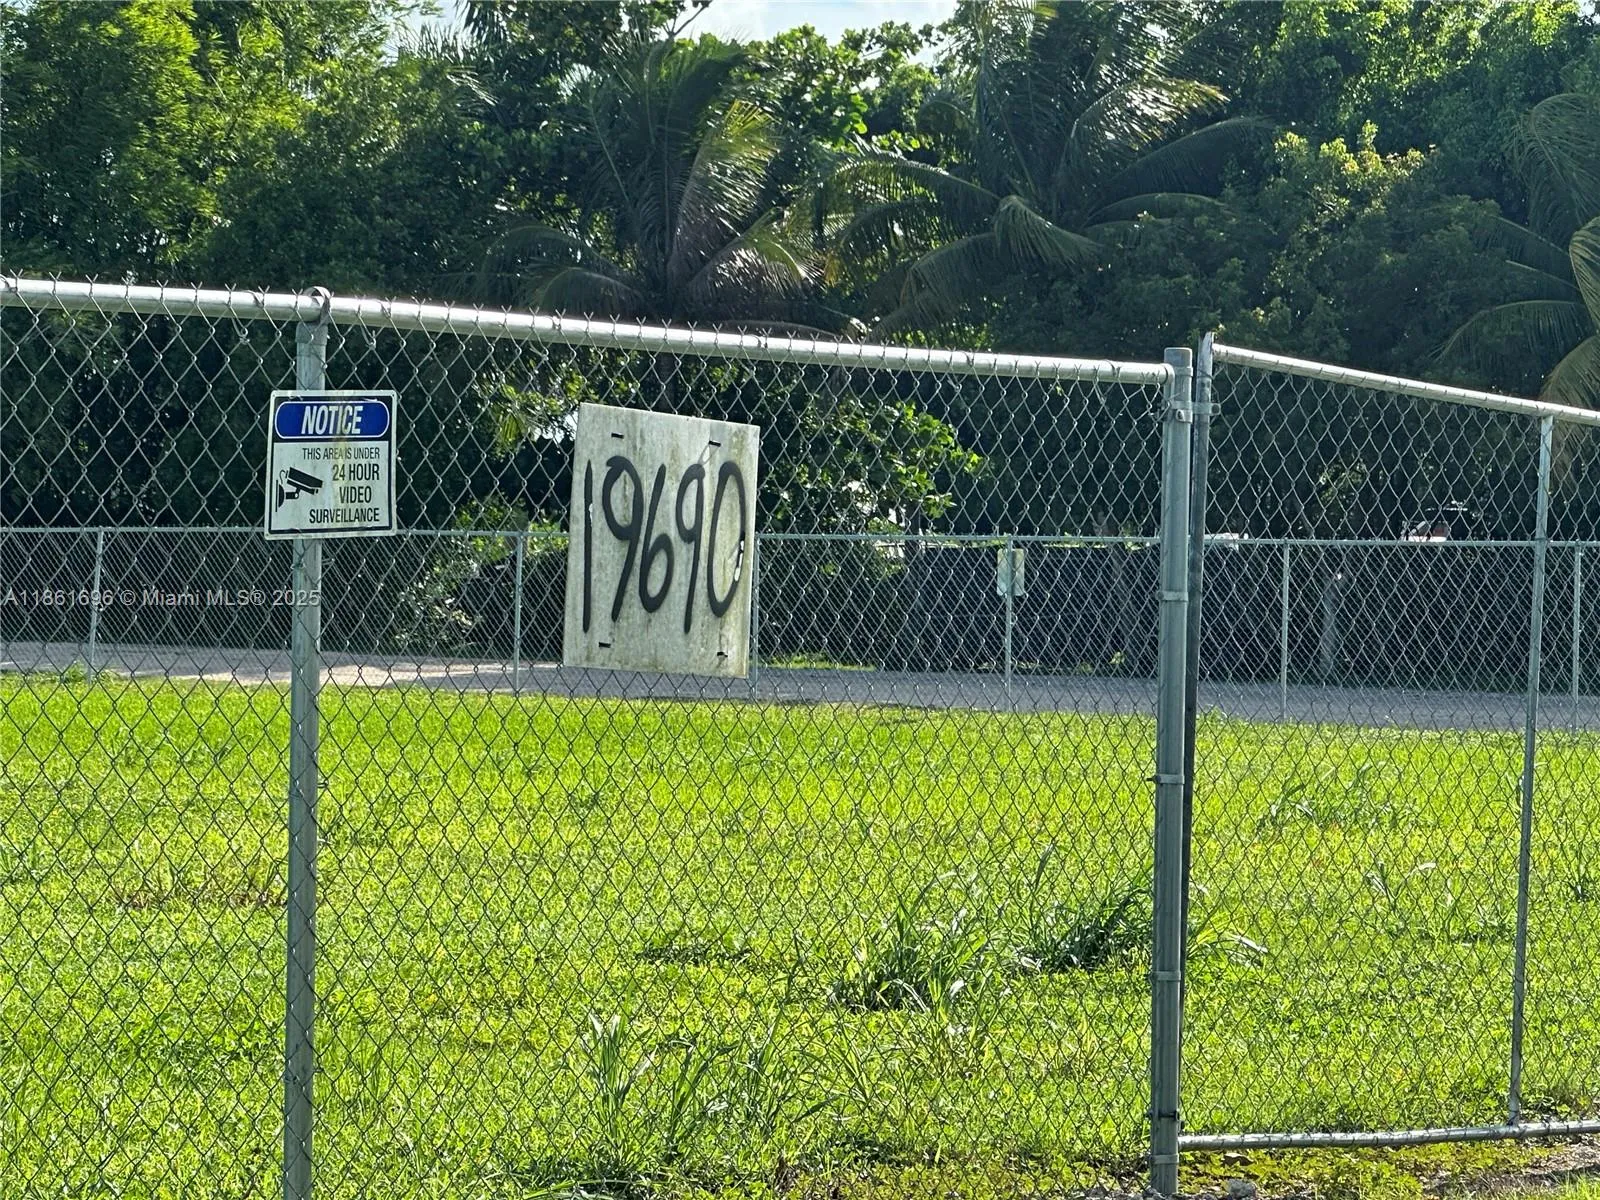 NOTICE
THIS AREA IS UNDER
24 HOUR
VIDEO
SURVEILLANCE
19690
A11861696 © Miami MLS® 2025